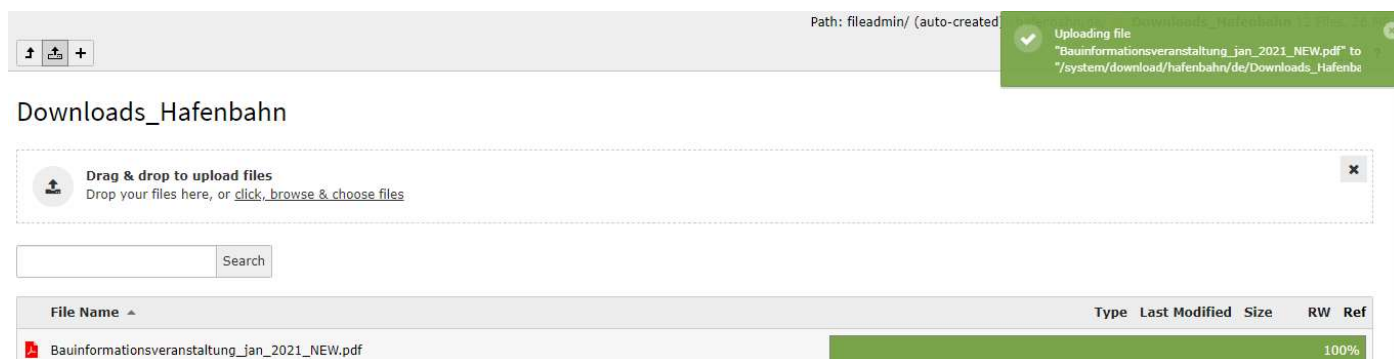 Path: fileadmin/ (auto-created)
Uploading file
"Bauinformationsveranstaltung_jan_2021_NEW.pdf" to
"/system/download/hafenbahn/de/Downloads_Hafenba
+
Downloads_Hafenbahn
Drag & drop to upload files
Drop your files here, or click, browse & choose files
Search
File Name Type Last Modified Size RW Ref
Bauinformationsveranstaltung_jan_2021_NEW.pdf 100%